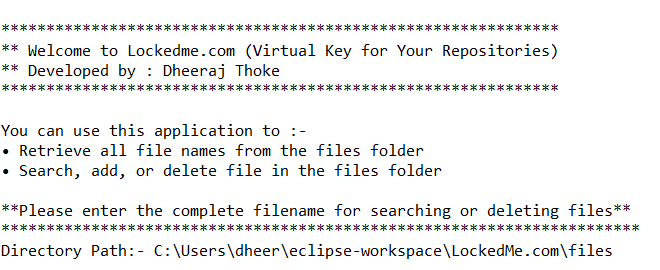 **************************************************************
** Welcome to Lockedme.com (Virtual Key for Your Repositories)
** Developed by : Dheeraj Thoke
**************************************************************
You can use this application to :-
• Retrieve all file names from the files folder
• Search, add, or delete file in the files folder
**Please enter the complete filename for searching or deleting files**
***********************************************************************
Directory Path:- C:\Users\dheer\eclipse-workspace\LockedMe.com\files